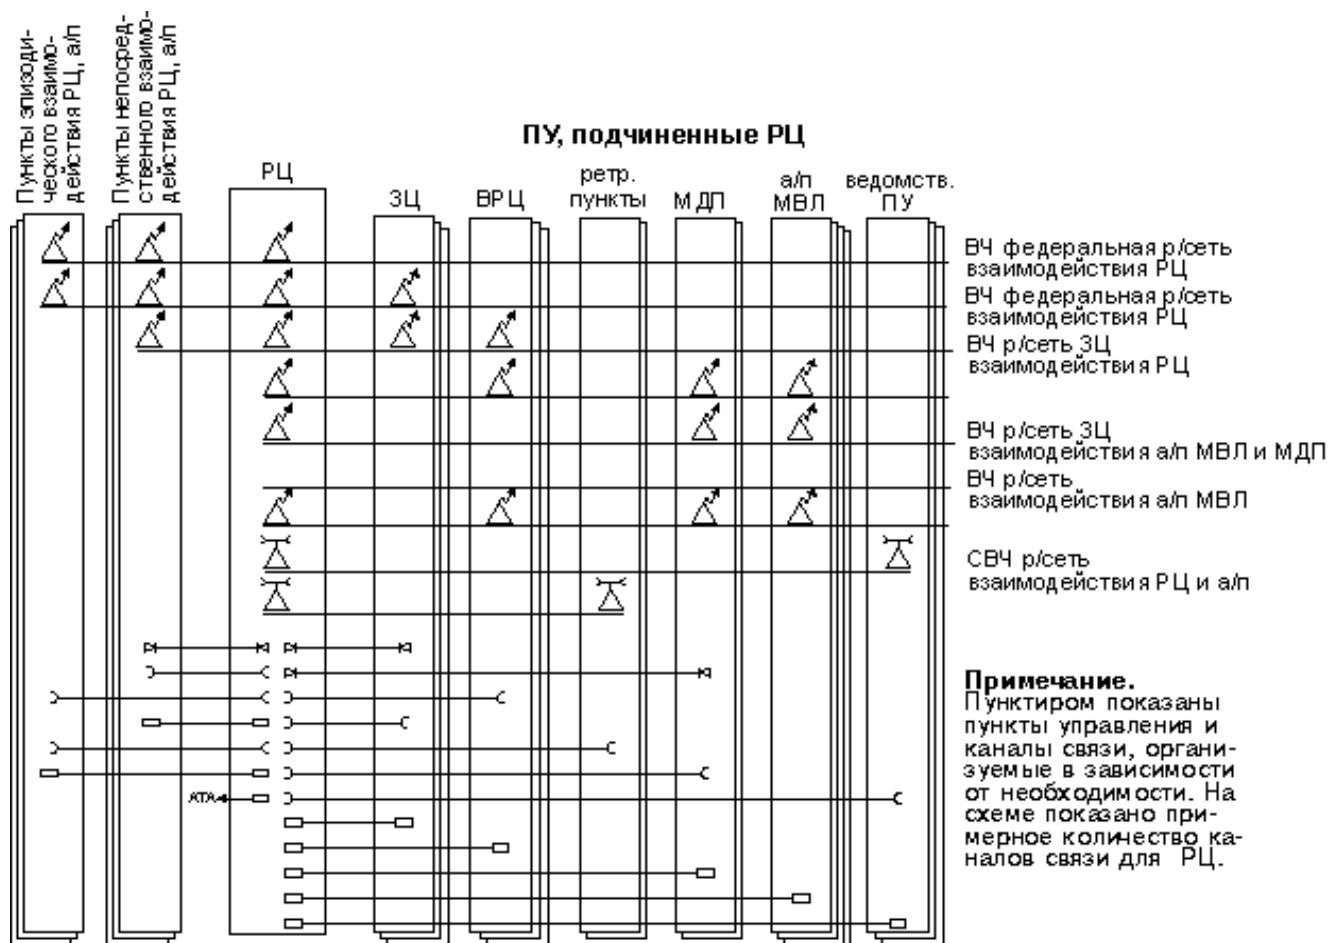 Пункты эпизоди-
ческого взаимо-
действия РЦ, а/п
Пункты непосред-
ственного взаимо-
действия РЦ, а/п
ПУ, подчиненные РЦ
РЦ
ЗЦ
ВРЦ
ретр.
пункты
МДП
а/п
МВЛ
ведомств.
ПУ
ВЧ федеральная р/сеть
взаимодействия РЦ
ВЧ федеральная р/сеть
взаимодействия РЦ
ВЧ р/сеть ЗЦ
взаимодействия РЦ
ВЧ р/сеть ЗЦ
взаимодействия а/п МВЛ и МДП
ВЧ р/сеть
взаимодействия а/п МВЛ
СВЧ р/сеть
взаимодействия РЦ и а/п
АТА
Примечание.
Пунктиром показаны
пункты управления и
каналы связи, органи-
зуемые в зависимости
от необходимости. На
схеме показано при-
мерное количество ка-
налов связи для РЦ.